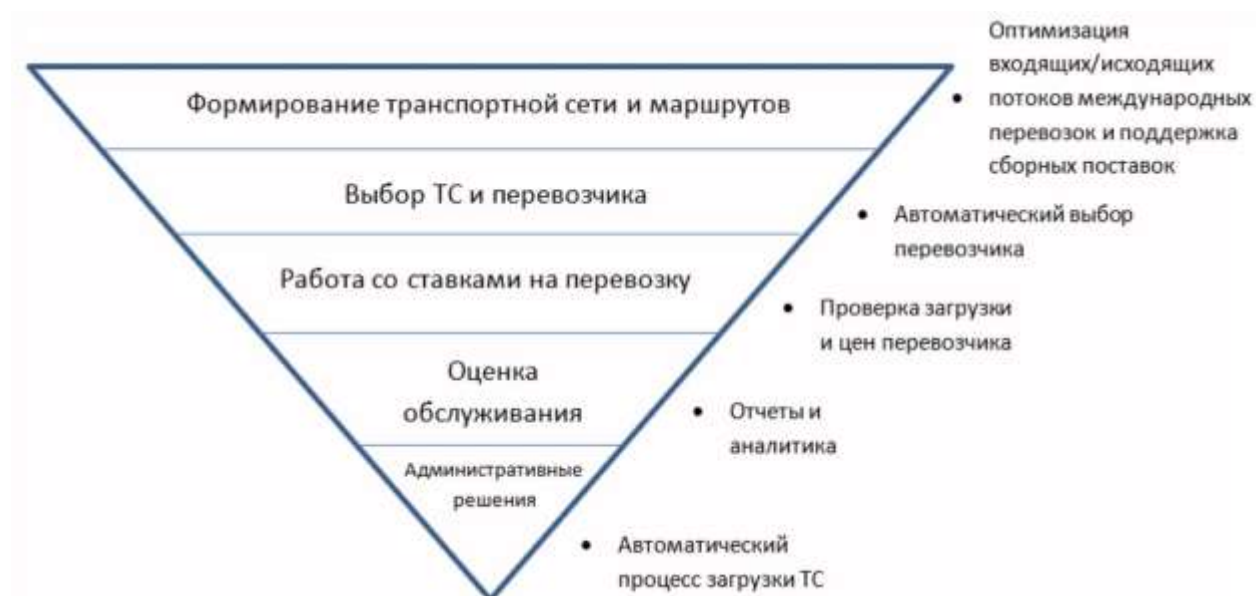 Оптимизация
входящих/исходящих
• потоков международных
перевозок и поддержка
сборных поставок
Формирование транспортной сети и маршрутов
Выбор ТС и перевозчика
• Автоматический выбор
перевозчика
Работа со ставками на перевозку
• Проверка загрузки
и цен перевозчика
Оценка
обслуживания
• Отчеты и
аналитика
Административные
решения
• Автоматический
процесс загрузки ТС